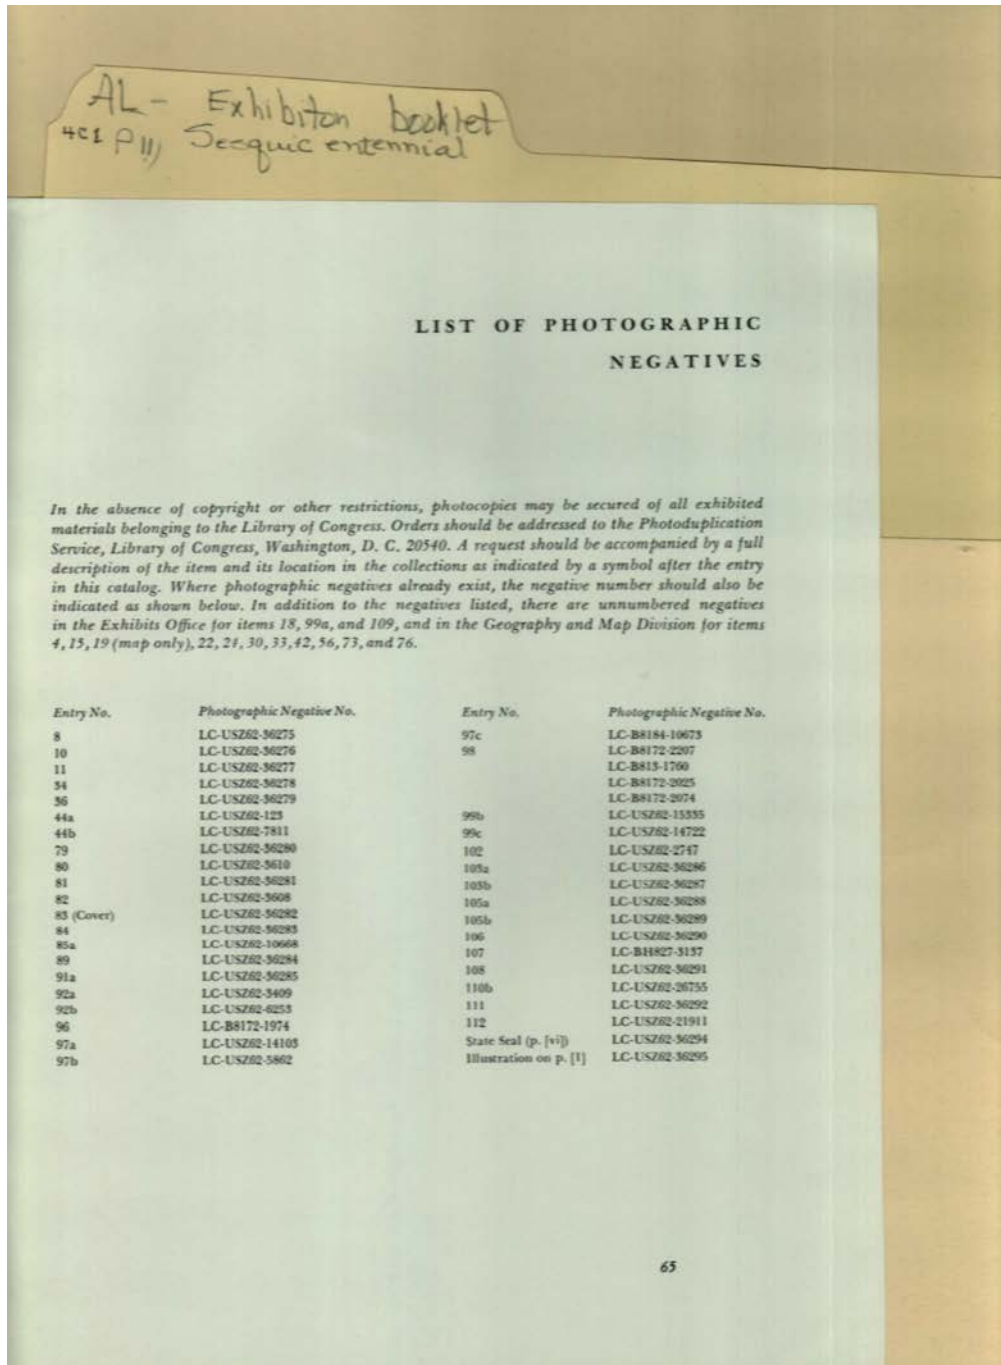 AL - Exhibiton booklet
4C1 P11, Secquicentennial
LIST OF PHOTOGRAPHIC
NEGATIVES
In the absence of copyright or other restrictions, photocopies may be secured of all exhibited
materials belonging to the Library of Congress. Orders should be addressed to the Photoduplication
Service, Library of Congress, Washington, D. C. 20540. A request should be accompanied by a full
description of the item and its location in the collections as indicated by a symbol after the entry
in this catalog. Where photographic negatives already exist, the negative number should also be
indicated as shown below. In addition to the negatives listed, there are unnumbered negatives
in the Exhibits Office for items 18, 99a, and 109, and in the Geography and Map Division for items
4, 15, 19 (map only), 22, 24, 30, 33, 42, 56, 73, and 76.
Entry No. Photographic Negative No.
8 LC-USZ62-36275
10 LC-USZ62-36276
11 LC-USZ62-36277
34 LC-USZ62-36278
36 LC-USZ62-36279
44a LC-USZ62-123
44b LC-USZ62-7811
79 LC-USZ62-36280
80 LC-USZ62-3610
81 LC-USZ62-36281
82 LC-USZ62-3608
83 (Cover) LC-USZ62-36282
84 LC-USZ62-36283
85a LC-USZ62-10668
89 LC-USZ62-36284
91a LC-USZ62-36285
92a LC-USZ62-3409
92b LC-USZ62-6253
96 LC-B8172-1974
97a LC-USZ62-14103
97b LC-USZ62-5862
Entry No. Photographic Negative No.
97c LC-B8184-10673
98 LC-B8172-2207
LC-B813-1760
LC-B8172-2025
LC-B8172-2074
99b LC-USZ62-15335
99c LC-USZ62-14722
102 LC-USZ62-2747
103a LC-USZ62-36286
103b LC-USZ62-36287
105a LC-USZ62-36288
105b LC-USZ62-36289
106 LC-USZ62-36290
107 LC-BH827-3137
108 LC-USZ62-36291
110b LC-USZ62-26755
111 LC-USZ62-36292
112 LC-USZ62-21911
State Seal (p. [vi]) LC-USZ62-36294
Illustration on p. [1] LC-USZ62-36295
65